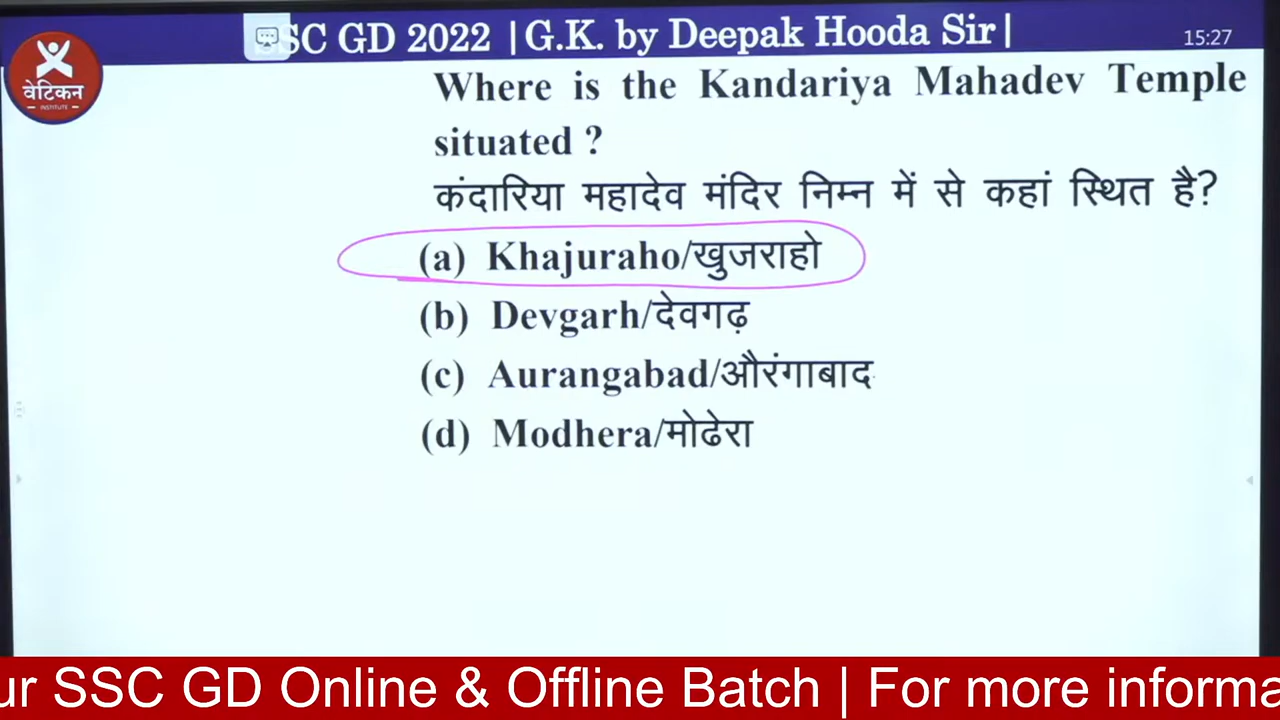 SC GD 2022 | G.K. by Deepak Hooda Sir |
15:27
वेटिकन
INSTITUTE
Where is the Kandariya Mahadev Temple
situated ?
कंदारिया महादेव मंदिर निम्न में से कहां स्थित है?
(a) Khajuraho/खुजराहो
(b) Devgarh/देवगढ़
(c) Aurangabad/औरंगाबाद
(d) Modhera/मोढेरा
ur SSC GD Online & Offline Batch | For more informa